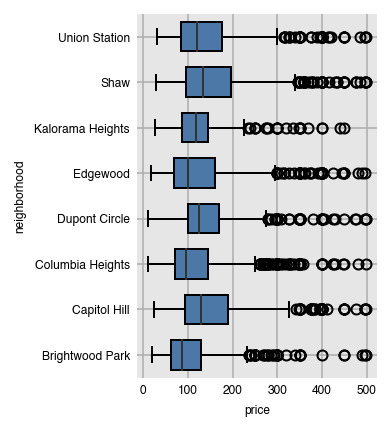 Union Station
Shaw
Kalorama Heights
Edgewood
neighborhood
Dupont Circle
Columbia Heights
Capitol Hill
Brightwood Park
0 100 200 300 400 500
price